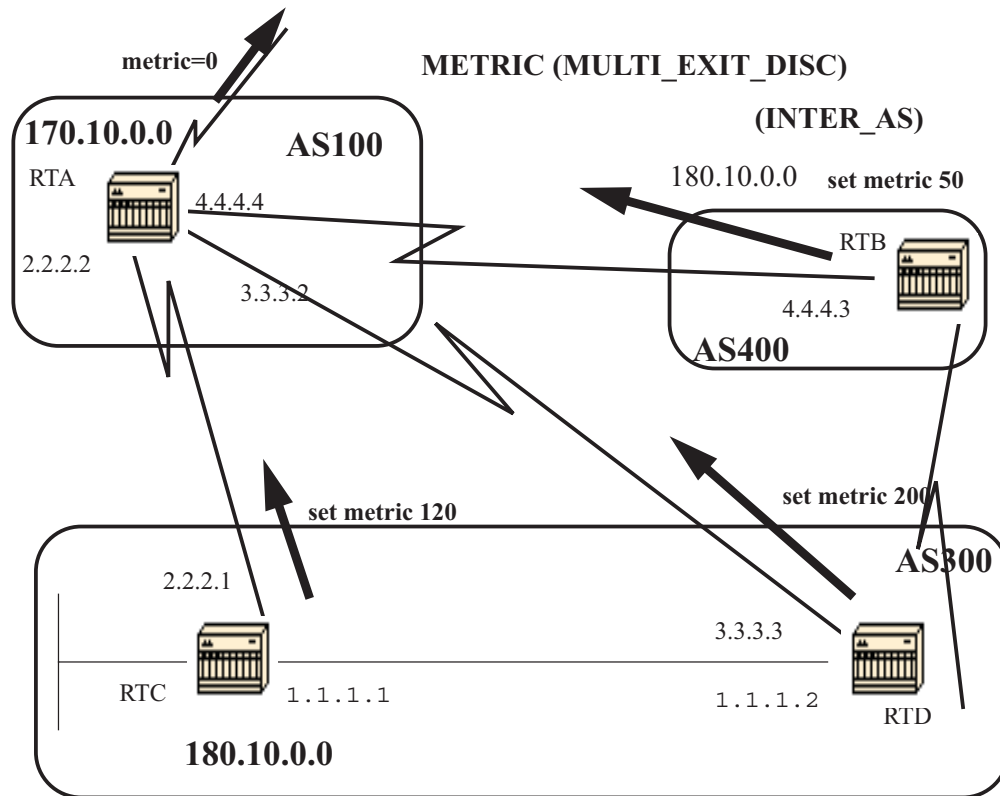 metric=0
METRIC (MULTI_EXIT_DISC)
(INTER_AS)
170.10.0.0
AS100
RTA
180.10.0.0
set metric 50
4.4.4.4
RTB
2.2.2.2
3.3.3.2
4.4.4.3
AS400
set metric 200
set metric 120
AS300
2.2.2.1
3.3.3.3
RTC
1.1.1.1
1.1.1.2
RTD
180.10.0.0